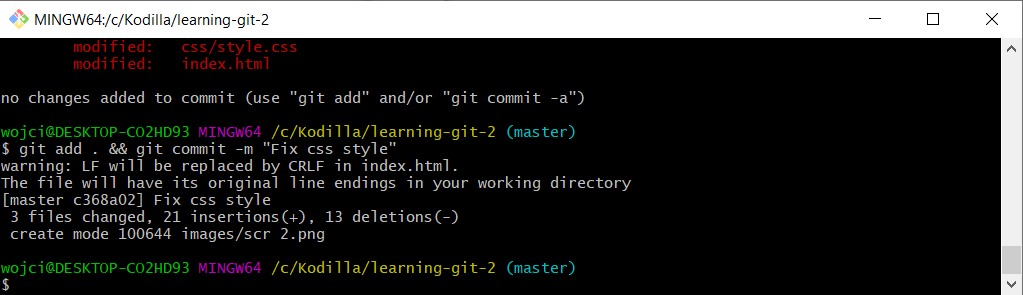 MINGW64:/c/Kodilla/learning-git-2
modified:   css/style.css
modified:   index.html
no changes added to commit (use "git add" and/or "git commit -a")
wojci@DESKTOP-CO2HD93 MINGW64 /c/Kodilla/learning-git-2 (master)
$ git add . && git commit -m "Fix css style"
warning: LF will be replaced by CRLF in index.html.
The file will have its original line endings in your working directory
[master c368a02] Fix css style
 3 files changed, 21 insertions(+), 13 deletions(-)
 create mode 100644 images/scr 2.png
wojci@DESKTOP-CO2HD93 MINGW64 /c/Kodilla/learning-git-2 (master)
$